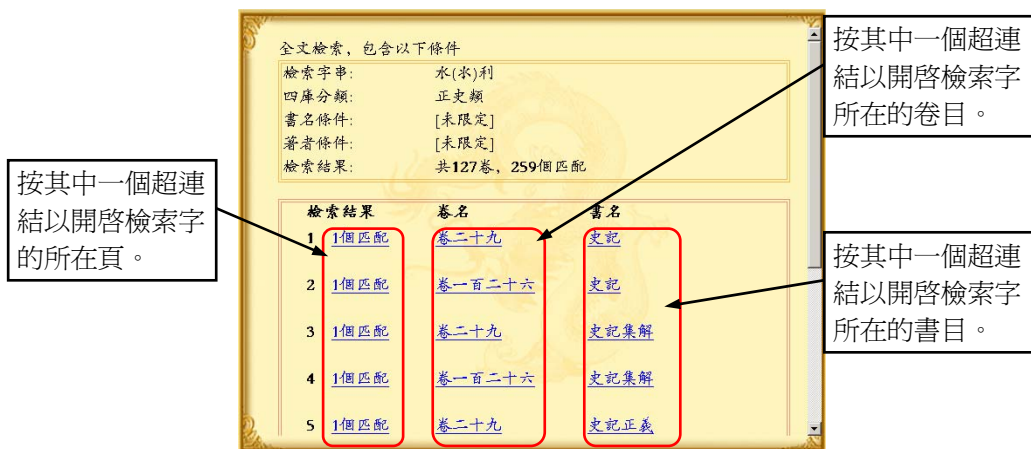 全文檢索，包含以下條件
檢索字串: 水(氺)利
四庫分類: 正史類
書名條件: [未限定]
著者條件: [未限定]
檢索結果: 共127卷，259個匹配
檢索結果 卷名 書名
1 1個匹配 卷二十九 史記
2 1個匹配 卷一百二十六 史記
3 1個匹配 卷二十九 史記集解
4 1個匹配 卷一百二十六 史記集解
5 1個匹配 卷二十九 史記正義
按其中一個超連
結以開啓檢索字
的所在頁。
按其中一個超連
結以開啓檢索字
所在的卷目。
按其中一個超連
結以開啓檢索字
所在的書目。